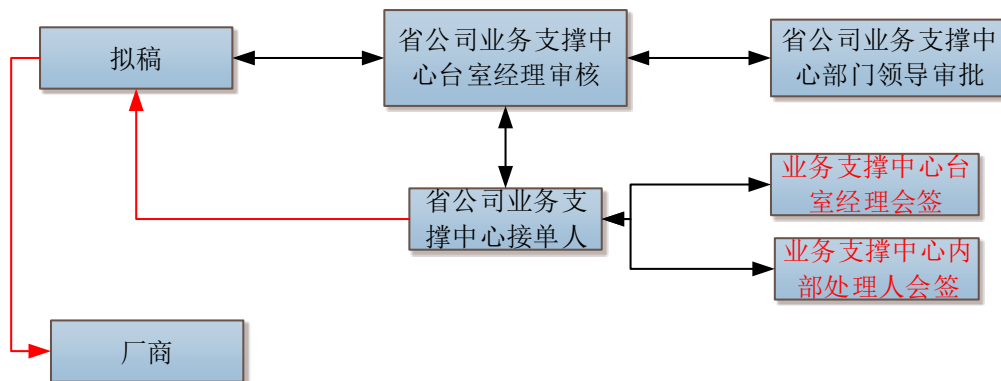 拟稿
省公司业务支撑中
心台室经理审核
省公司业务支撑中
心部门领导审批
省公司业务支
撑中心接单人
业务支撑中心台
室经理会签
业务支撑中心内
部处理人会签
厂商